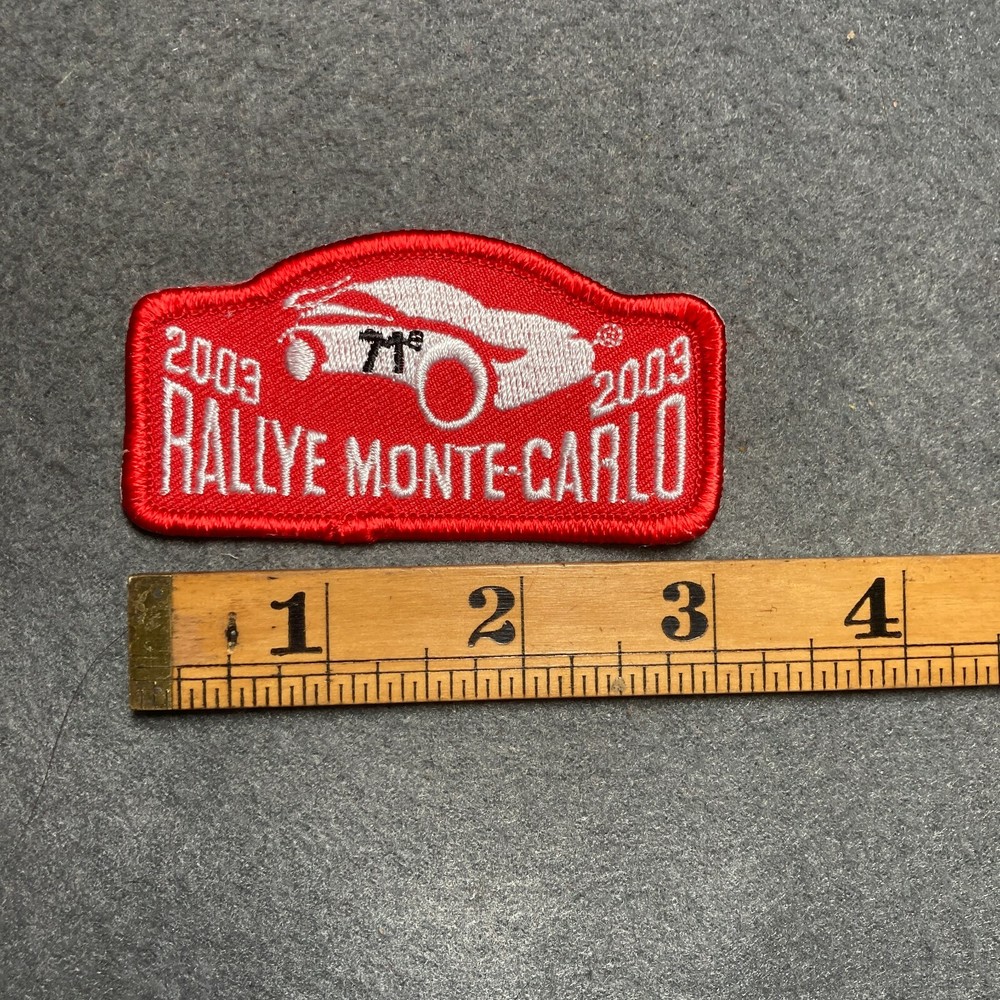 71e
2003 2003
RALLYE MONTE-CARLO
1 2 3 4